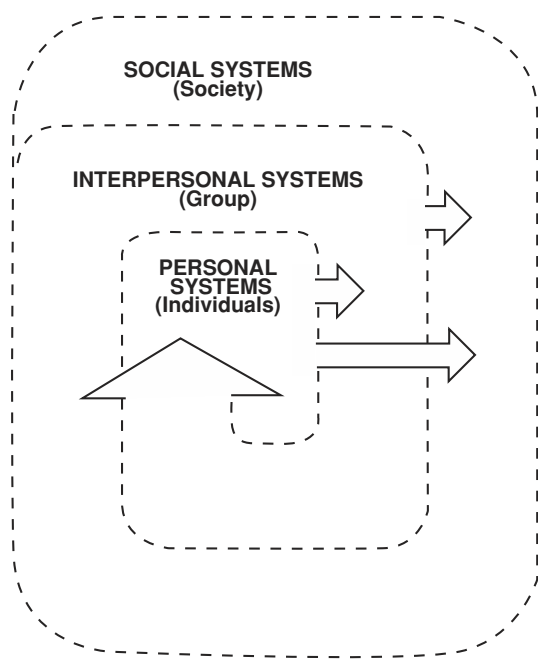 SOCIAL SYSTEMS
(Society)
INTERPERSONAL SYSTEMS
(Group)
PERSONAL
SYSTEMS
(Individuals)